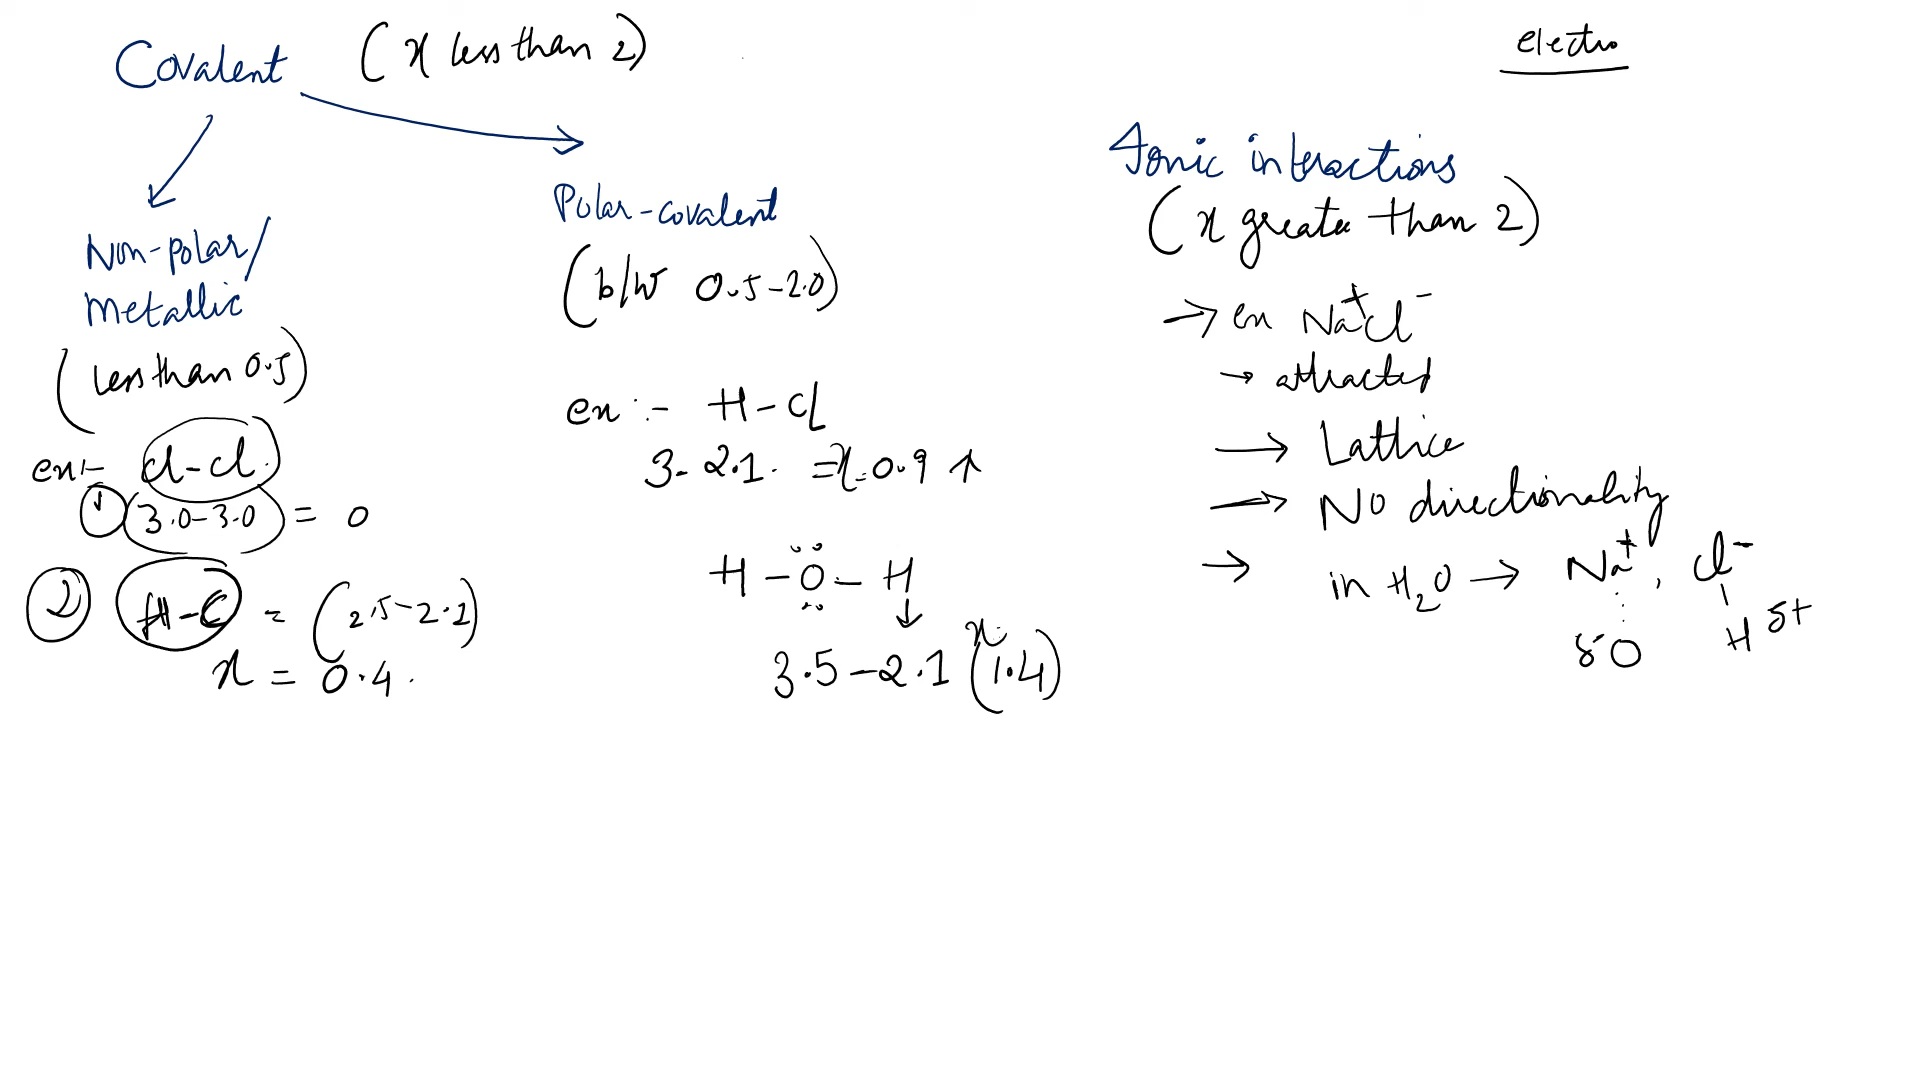 Covalent (x less than 2)
Non-polar/
Metallic
(less than 0.5)
ex:- Cl-Cl
① (3.0-3.0) = 0
② H-C = (2.5-2.1)
x = 0.4.
Polar-covalent
(b/w 0.5-2.0)
ex:- H-Cl
3-2.1. =x=0.9 ↑
H-O-H
3.5-2.1 (1.4)
x
electro
Ionic interactions
(x greater than 2)
→ ex Na+Cl-
→ attracted
→ Lattice
→ No directionality
→ in H2O → Na+, Cl-
δ-O H δ+